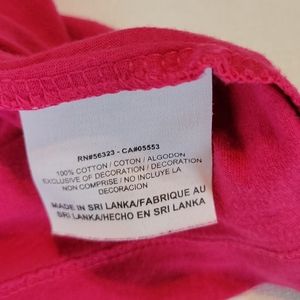 RN#56323 - CA#05553
100% COTTON / COTON / ALGODON
EXCLUSIVE OF DECORATION / DECORATION
NON COMPRISE / NO INCLUYE LA
DECORACION
MADE IN SRI LANKA/FABRIQUE AU
SRI LANKA/HECHO EN SRI LANKA